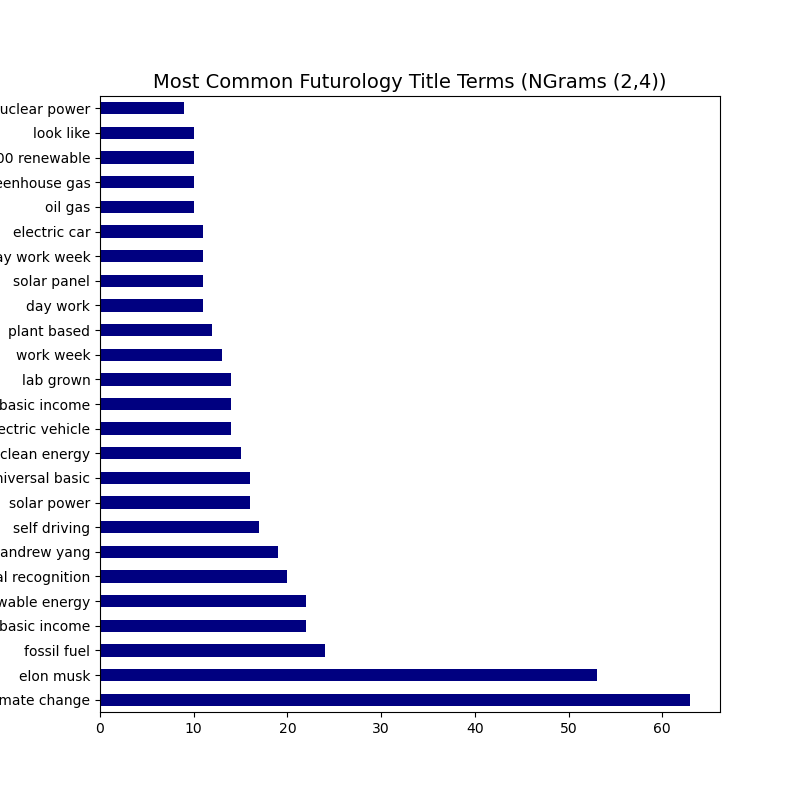 Most Common Futurology Title Terms (NGrams (2,4))
uclear power
look like
00 renewable
eenhouse gas
oil gas
electric car
ay work week
solar panel
day work
plant based
work week
lab grown
basic income
ectric vehicle
clean energy
niversal basic
solar power
self driving
andrew yang
al recognition
wable energy
basic income
fossil fuel
elon musk
mate change
0 10 20 30 40 50 60